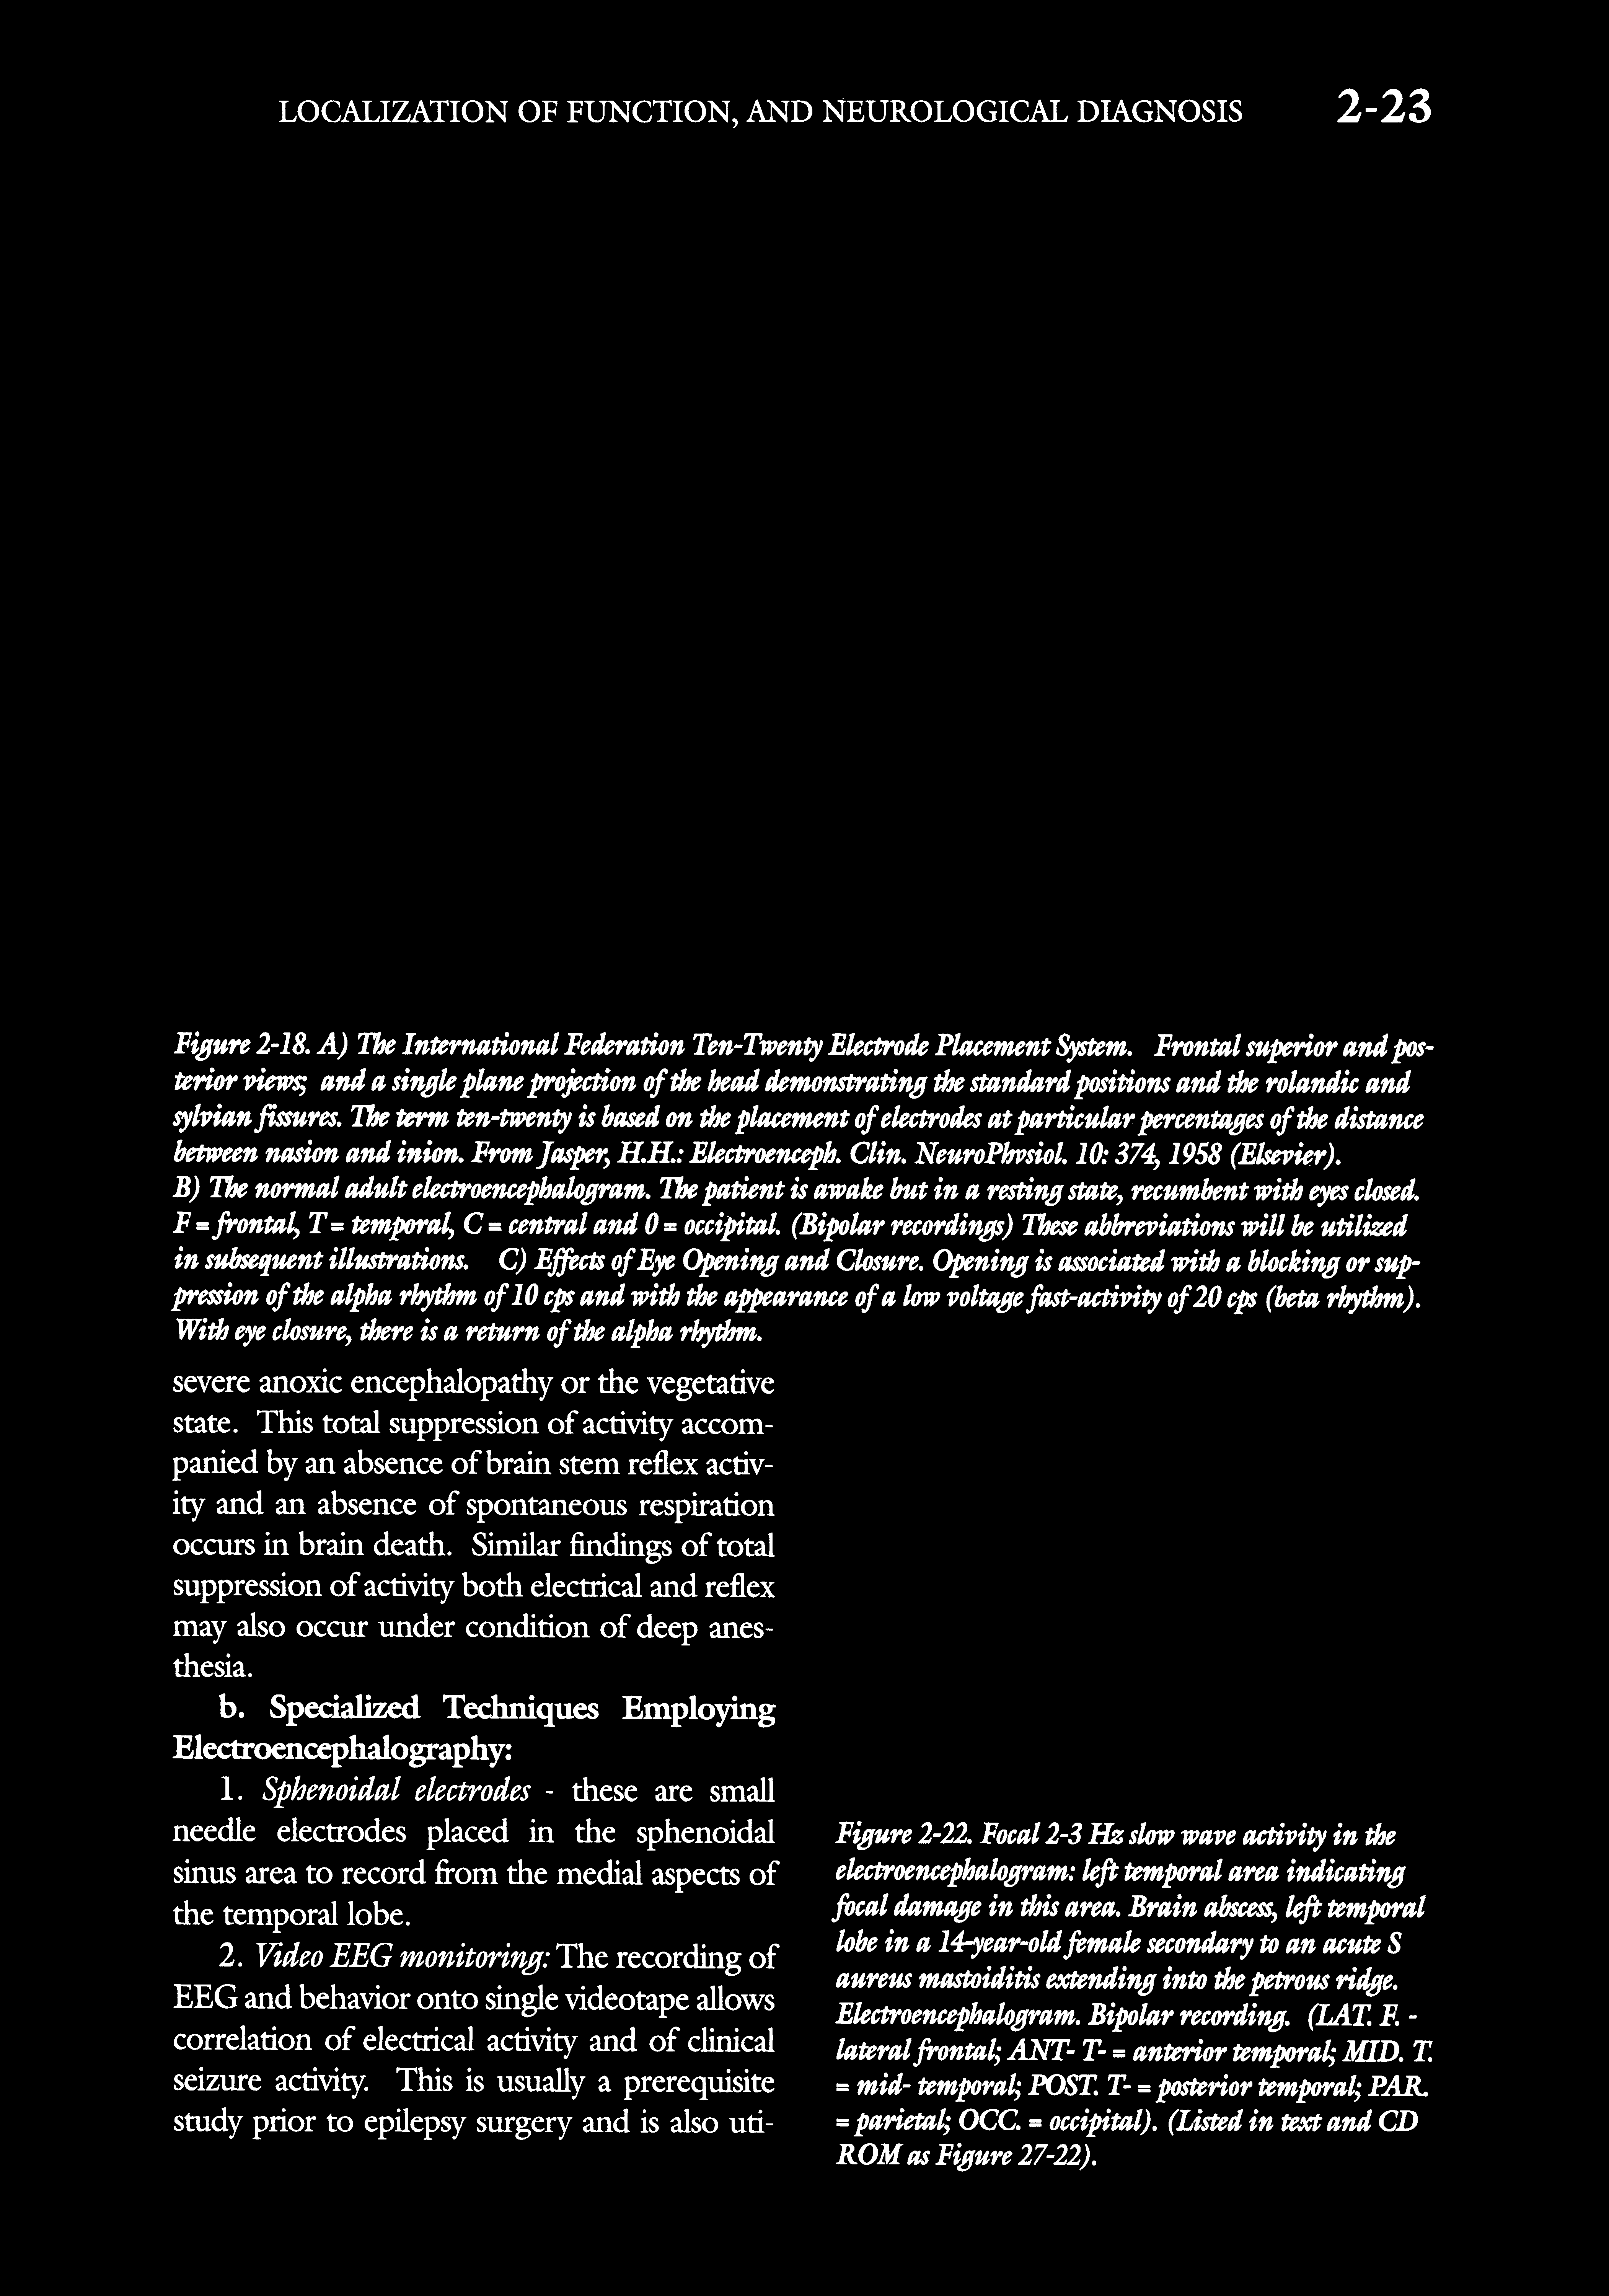 LOCALIZATION OF FUNCTION, AND NEUROLOGICAL DIAGNOSIS 2-23
Figure 2-18. A) The International Federation Ten-Twenty Electrode Placement System. Frontal superior and pos-
terior views; and a single plane projection of the head demonstrating the standard positions and the rolandic and
sylvian fissures. The term ten-twenty is based on the placement of electrodes at particular percentages of the distance
between nasion and inion. From Jasper, H.H.: Electroenceph. Clin. NeuroPhvsiol. 10: 374, 1958 (Elsevier).
B) The normal adult electroencephalogram. The patient is awake but in a resting state, recumbent with eyes closed.
F = frontal, T= temporal, C = central and 0 = occipital. (Bipolar recordings) These abbreviations will be utilized
in subsequent illustrations. C) Effects of Eye Opening and Closure. Opening is associated with a blocking or sup-
pression of the alpha rhythm of 10 cps and with the appearance of a low voltage fast-activity of 20 cps (beta rhythm).
With eye closure, there is a return of the alpha rhythm.
severe anoxic encephalopathy or the vegetative
state. This total suppression of activity accom-
panied by an absence of brain stem reflex activ-
ity and an absence of spontaneous respiration
occurs in brain death. Similar findings of total
suppression of activity both electrical and reflex
may also occur under condition of deep anes-
thesia.
b. Specialized Techniques Employing
Electroencephalography:
1. Sphenoidal electrodes - these are small
needle electrodes placed in the sphenoidal
sinus area to record from the medial aspects of
the temporal lobe.
2. Video EEG monitoring: The recording of
EEG and behavior onto single videotape allows
correlation of electrical activity and of clinical
seizure activity. This is usually a prerequisite
study prior to epilepsy surgery and is also uti-
Figure 2-22. Focal 2-3 Hz slow wave activity in the
electroencephalogram: left temporal area indicating
focal damage in this area. Brain abscess, left temporal
lobe in a 14-year-old female secondary to an acute S
aureus mastoiditis extending into the petrous ridge.
Electroencephalogram. Bipolar recording. (LAT. F. -
lateral frontal; ANT- T- = anterior temporal; MID. T.
= mid- temporal; POST. T- = posterior temporal; PAR.
= parietal; OCC. = occipital). (Listed in text and CD
ROM as Figure 27-22).